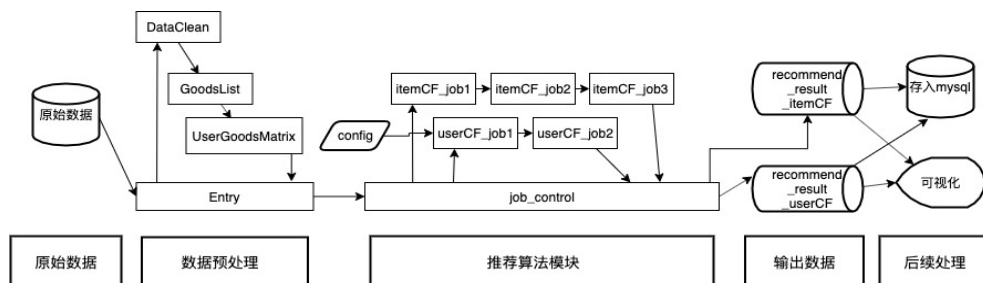 DataClean
GoodsList
UserGoodsMatrix
原始数据
Entry
config
itemCF_job1
itemCF_job2
itemCF_job3
userCF_job1
userCF_job2
job_control
recommend
_result
_itemCF
recommend
_result
_userCF
存入mysql
可视化
原始数据
数据预处理
推荐算法模块
输出数据
后续处理